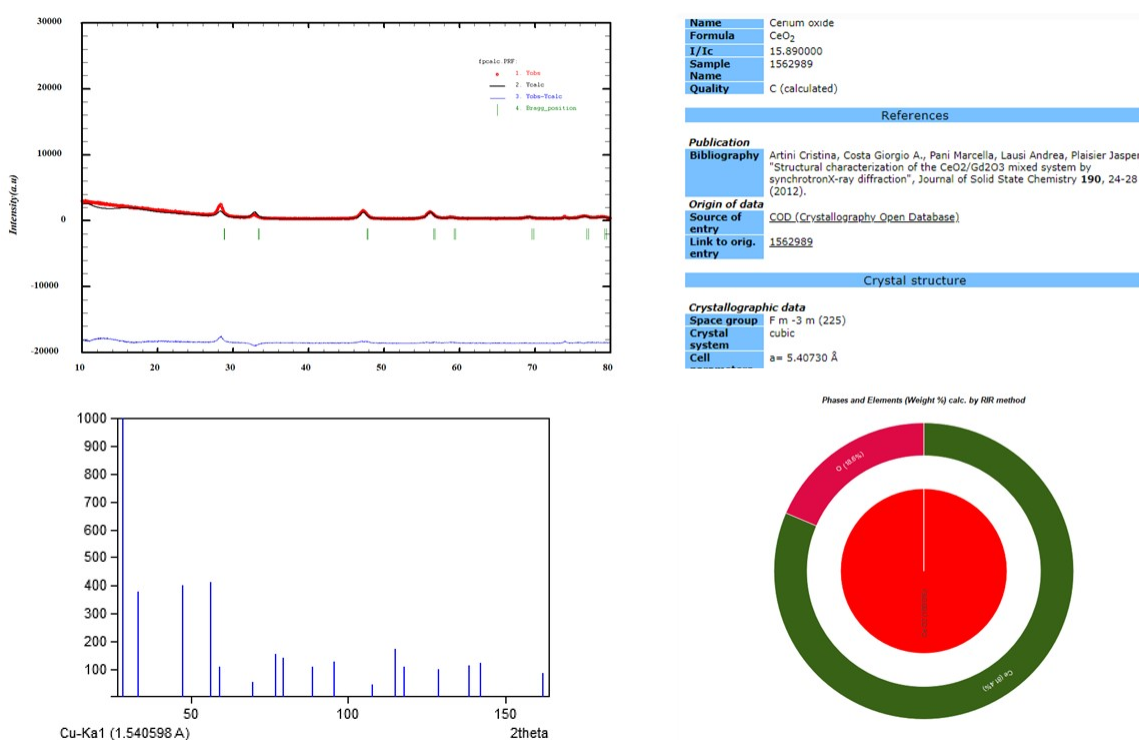 30000
20000
10000
0
-10000
-20000
Intensity(a.u)
10 20 30 40 50 60 70 80
fpcalc.PRF:
1. Yobs
2. Ycalc
3. Yobs-Ycalc
4. Bragg_position
Name Cerium oxide
Formula CeO2
I/Ic 15.890000
Sample Name 1562989
Quality C (calculated)
References
Publication
Bibliography Artini Cristina, Costa Giorgio A., Pani Marcella, Lausi Andrea, Plaisier Jasper
"Structural characterization of the CeO2/Gd2O3 mixed system by
synchrotronX-ray diffraction", Journal of Solid State Chemistry 190, 24-28
(2012).
Origin of data
Source of entry COD (Crystallography Open Database)
Link to orig. entry 1562989
Crystal structure
Crystallographic data
Space group F m -3 m (225)
Crystal system cubic
Cell a= 5.40730 Å
1000
900
800
700
600
500
400
300
200
100
50 100 150
Cu-Ka1 (1.540598 A) 2theta
Phases and Elements (Weight %) calc. by RIR method
O (18.6%)
Ce (81.4%)